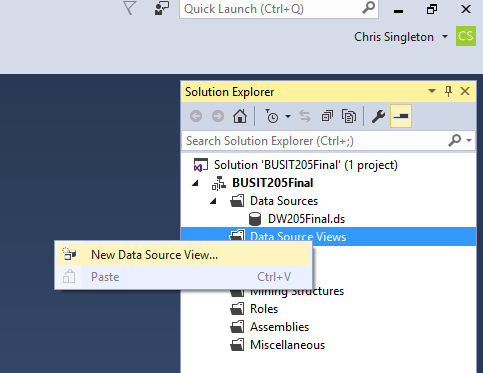 Quick Launch (Ctrl+Q)
Chris Singleton
CS
Solution Explorer
Search Solution Explorer (Ctrl+;)
Solution 'BUSIT205Final' (1 project)
BUSIT205Final
Data Sources
DW205Final.ds
Data Source Views
New Data Source View...
Paste Ctrl+V
Mining Structures
Roles
Assemblies
Miscellaneous